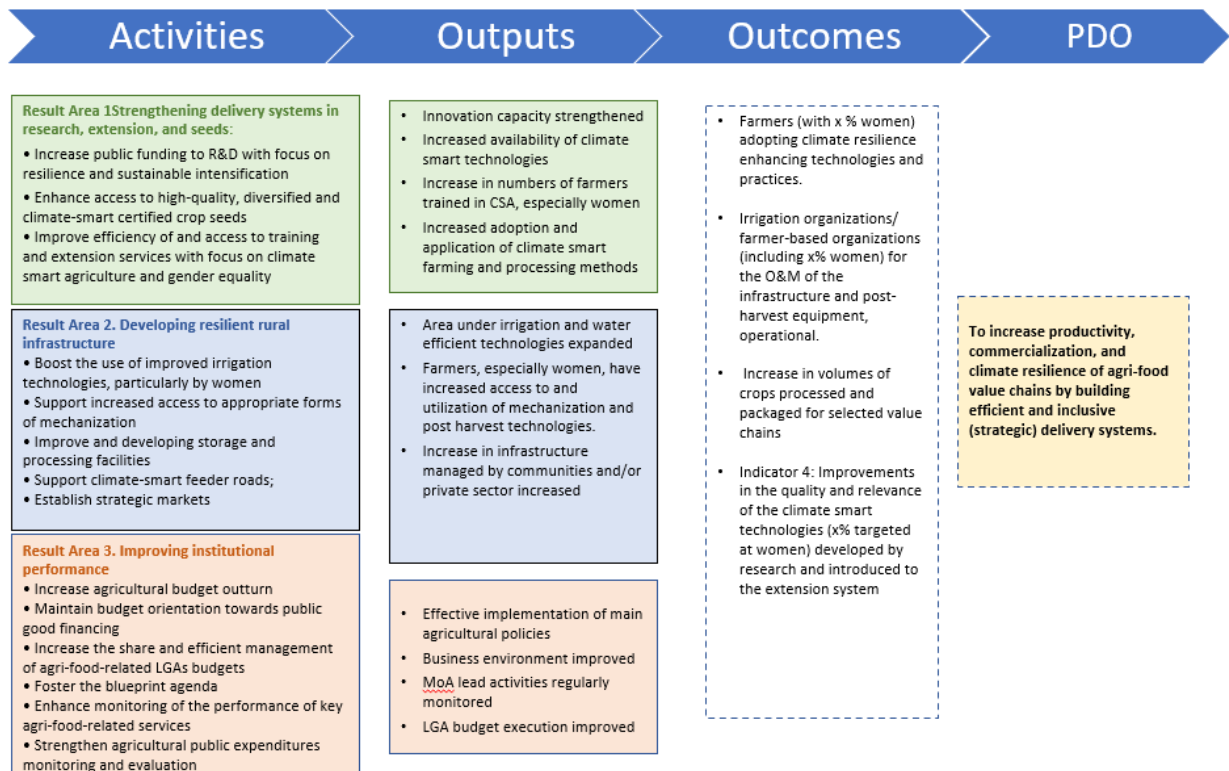 Activities
Outputs
Outcomes
PDO
Result Area 1Strengthening delivery systems in
research, extension, and seeds:
• Increase public funding to R&D with focus on
resilience and sustainable intensification
• Enhance access to high-quality, diversified and
climate-smart certified crop seeds
• Improve efficiency of and access to training
and extension services with focus on climate
smart agriculture and gender equality
Result Area 2. Developing resilient rural
infrastructure
• Boost the use of improved irrigation
technologies, particularly by women
• Support increased access to appropriate forms
of mechanization
• Improve and developing storage and
processing facilities
• Support climate-smart feeder roads;
• Establish strategic markets
Result Area 3. Improving institutional
performance
• Increase agricultural budget outturn
• Maintain budget orientation towards public
good financing
• Increase the share and efficient management
of agri-food-related LGAs budgets
• Foster the blueprint agenda
• Enhance monitoring of the performance of key
agri-food-related services
• Strengthen agricultural public expenditures
monitoring and evaluation
• Innovation capacity strengthened
• Increased availability of climate
smart technologies
• Increase in numbers of farmers
trained in CSA, especially women
• Increased adoption and
application of climate smart
farming and processing methods
• Area under irrigation and water
efficient technologies expanded
• Farmers, especially women, have
increased access to and
utilization of mechanization and
post harvest technologies.
• Increase in infrastructure
managed by communities and/or
private sector increased
• Effective implementation of main
agricultural policies
• Business environment improved
• MoA lead activities regularly
monitored
• LGA budget execution improved
• Farmers (with x % women)
adopting climate resilience
enhancing technologies and
practices.
• Irrigation organizations/
farmer-based organizations
(including x% women) for
the O&M of the
infrastructure and post-
harvest equipment,
operational.
• Increase in volumes of
crops processed and
packaged for selected value
chains
• Indicator 4: Improvements
in the quality and relevance
of the climate smart
technologies (x% targeted
at women) developed by
research and introduced to
the extension system
To increase productivity,
commercialization, and
climate resilience of agri-food
value chains by building
efficient and inclusive
(strategic) delivery systems.